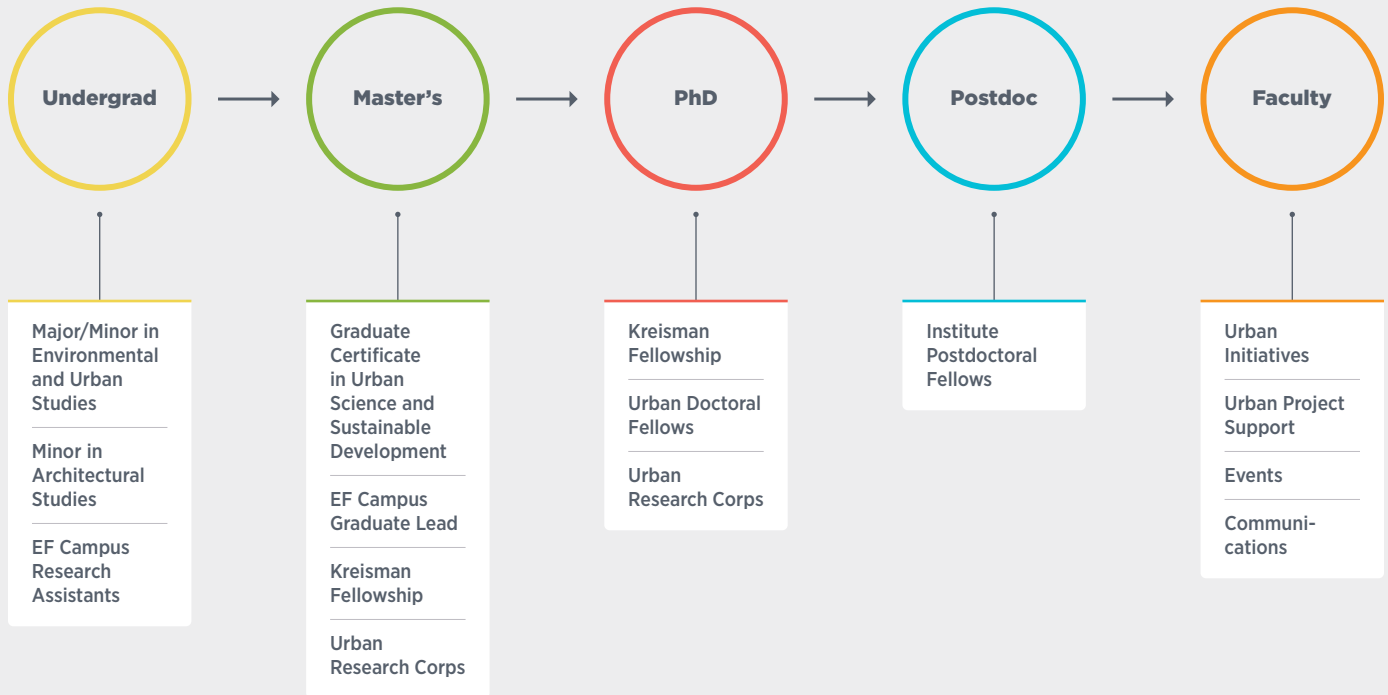 Undergrad
Master's
PhD
Postdoc
Faculty
Major/Minor in
Environmental
and Urban
Studies
Minor in
Architectural
Studies
EF Campus
Research
Assistants
Graduate
Certificate
in Urban
Science and
Sustainable
Development
EF Campus
Graduate Lead
Kreisman
Fellowship
Urban
Research Corps
Kreisman
Fellowship
Urban Doctoral
Fellows
Urban
Research Corps
Institute
Postdoctoral
Fellows
Urban
Initiatives
Urban Project
Support
Events
Communi-
cations